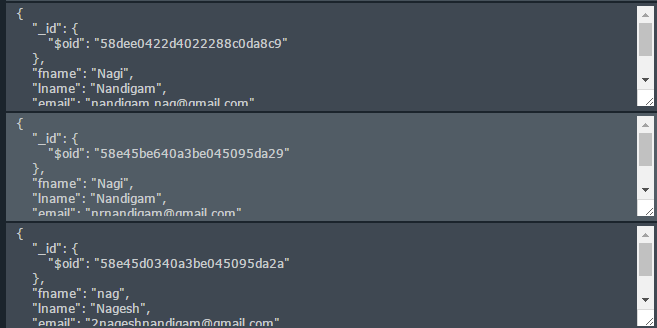 {
"_id": {
"$oid": "58dee0422d4022288c0da8c9"
},
"fname": "Nagi",
"lname": "Nandigam",
"email": "nandigam.nag@gmail.com"
{
"_id": {
"$oid": "58e45be640a3be045095da29"
},
"fname": "Nagi",
"lname": "Nandigam",
"email": "nrnandigam@gmail.com"
{
"_id": {
"$oid": "58e45d0340a3be045095da2a"
},
"fname": "nag",
"lname": "Nagesh",
"email": "2nageshnandigam@gmail.com"